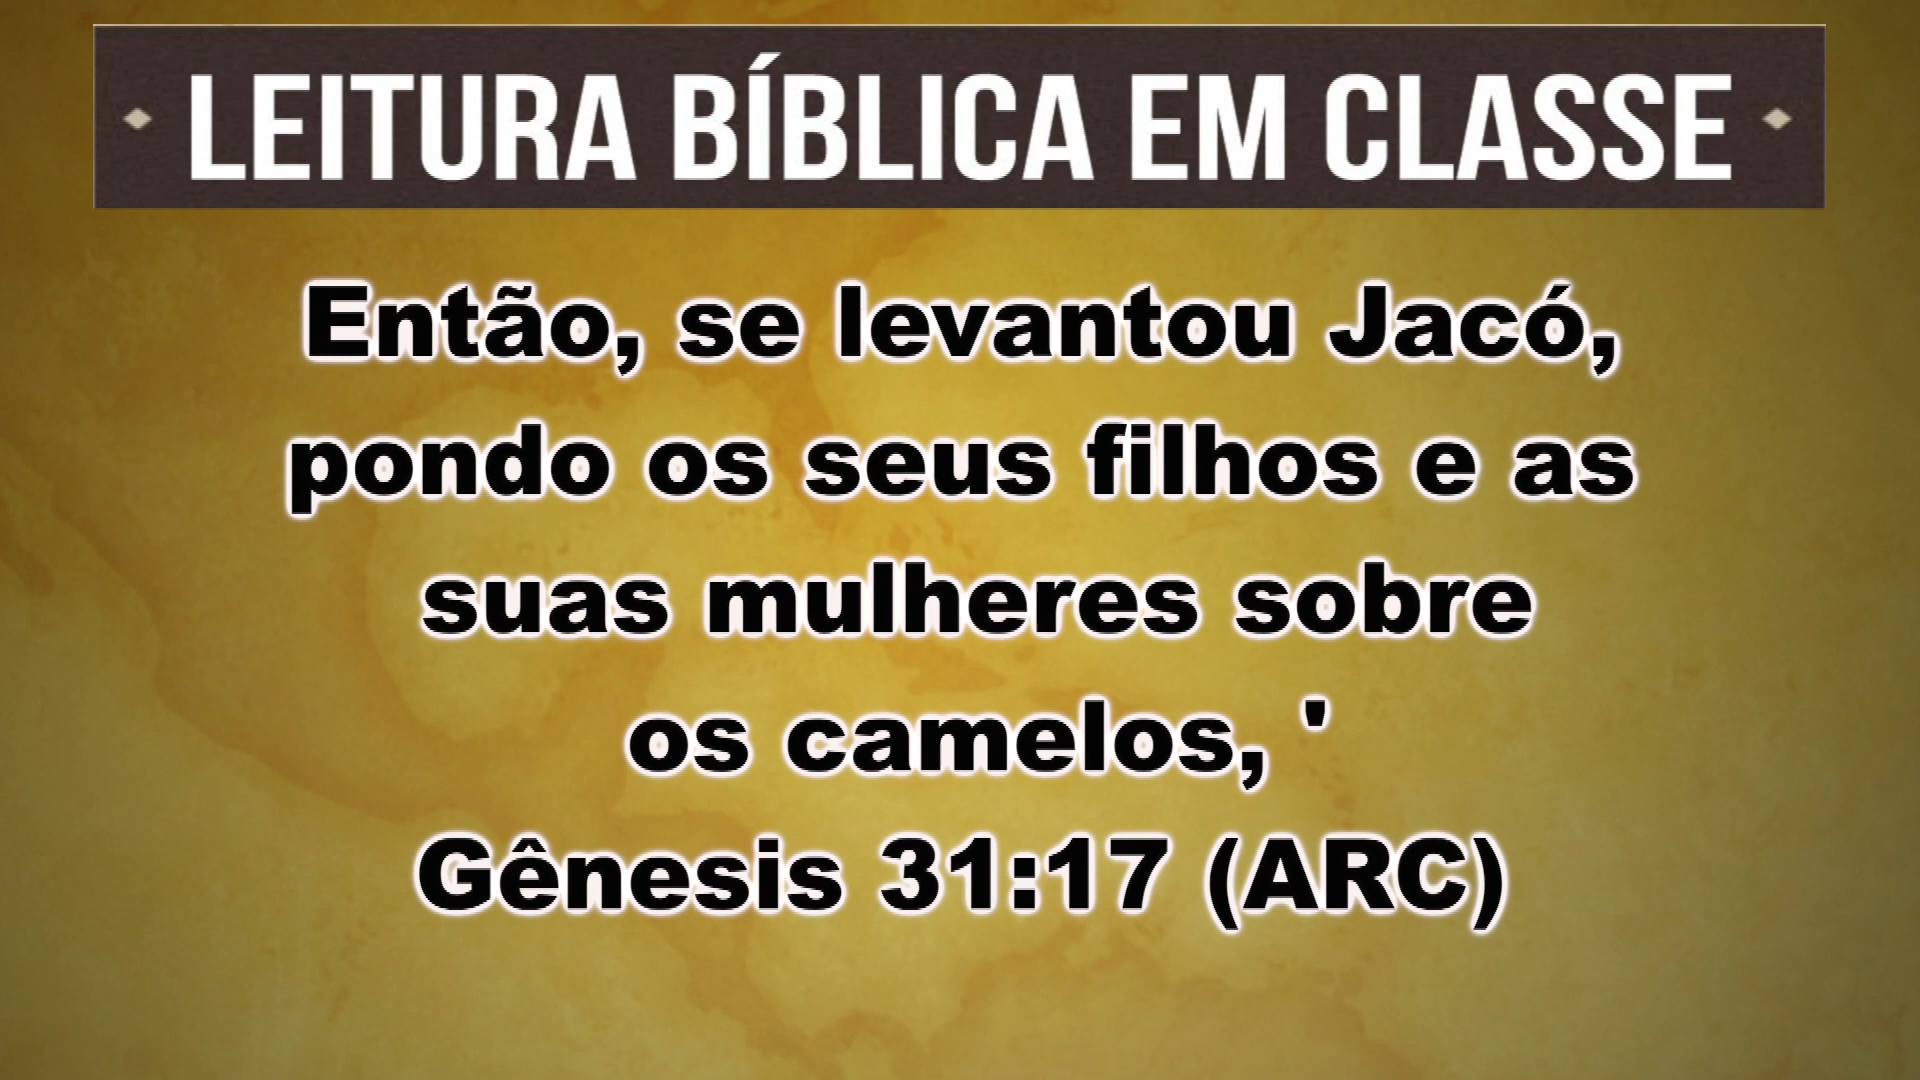 LEITURA BÍBLICA EM CLASSE
Então, se levantou Jacó,
pondo os seus filhos e as
suas mulheres sobre
os camelos, '
Gênesis 31:17 (ARC)